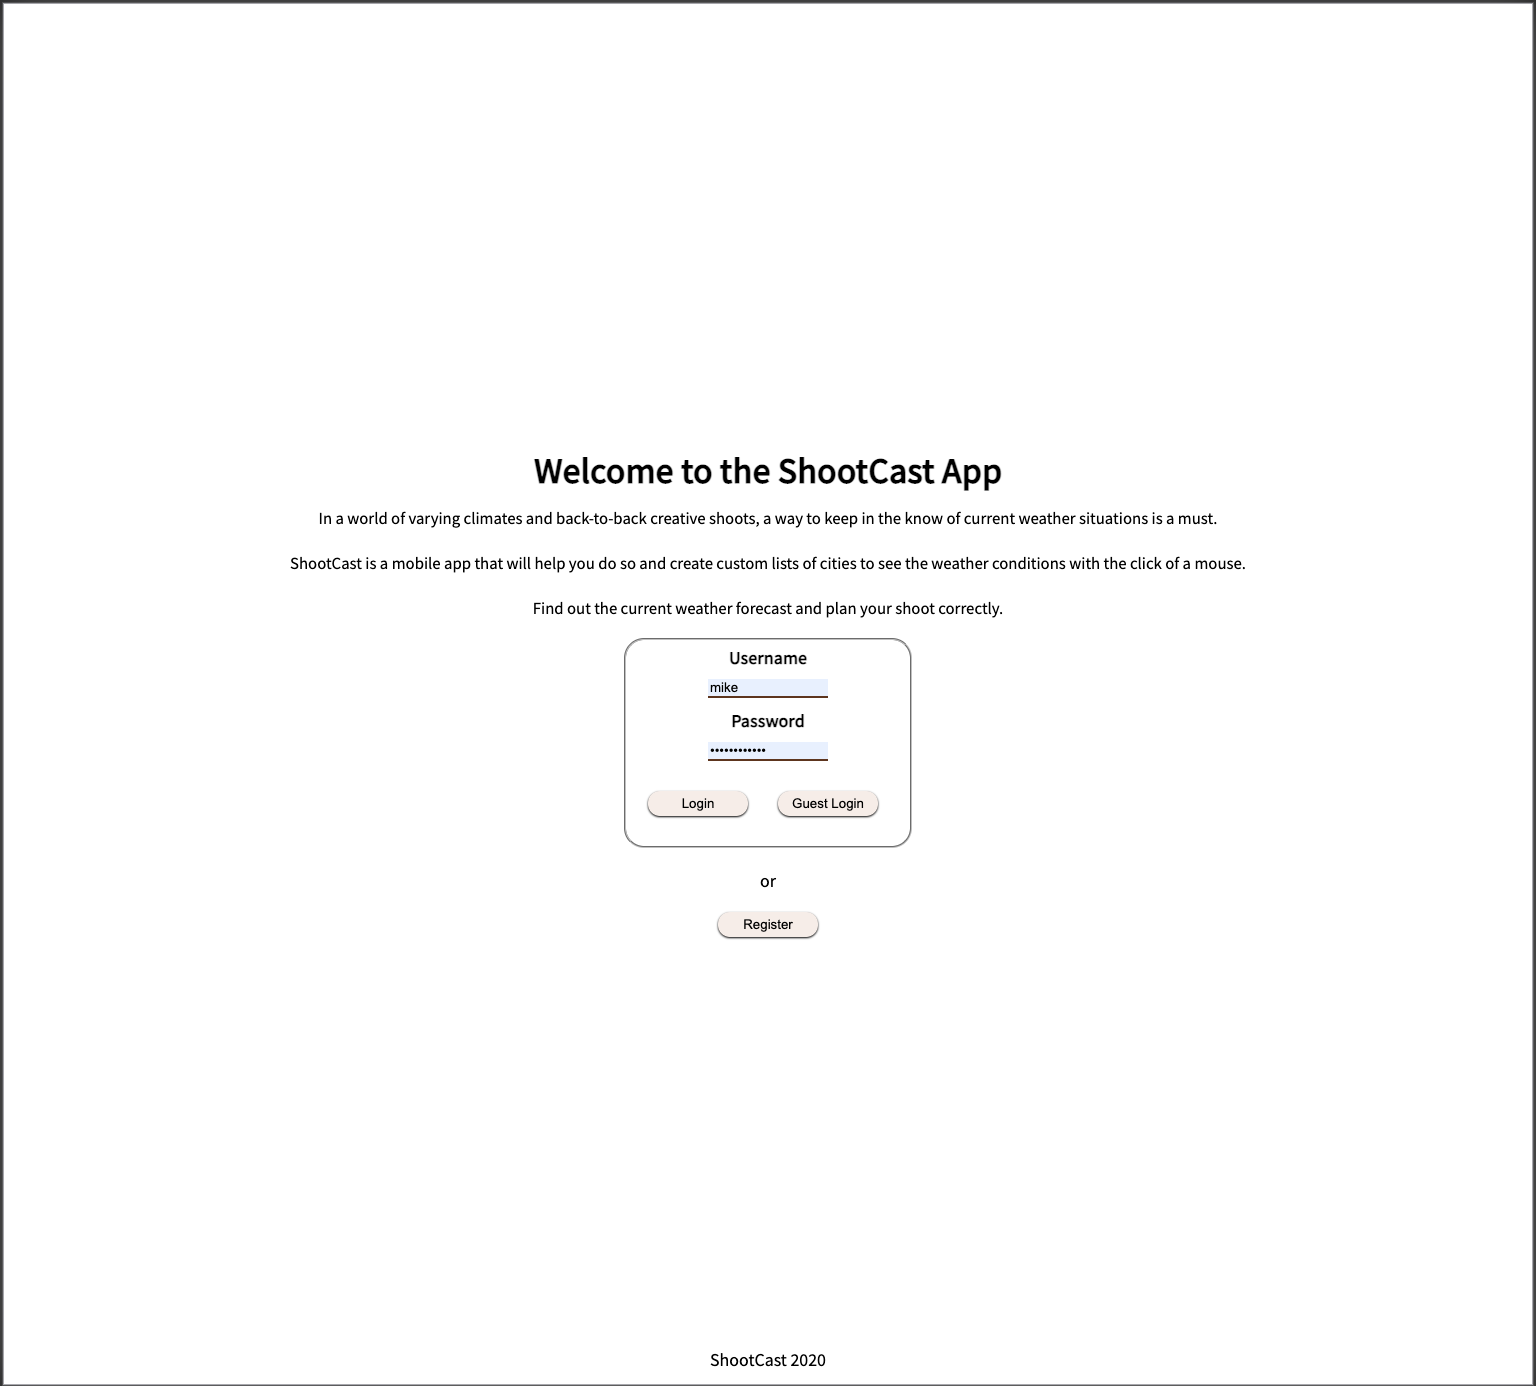 Welcome to the ShootCast App
In a world of varying climates and back-to-back creative shoots, a way to keep in the know of current weather situations is a must.
ShootCast is a mobile app that will help you do so and create custom lists of cities to see the weather conditions with the click of a mouse.
Find out the current weather forecast and plan your shoot correctly.
Username
mike
Password
••••••••••••
Login Guest Login
or
Register
ShootCast 2020